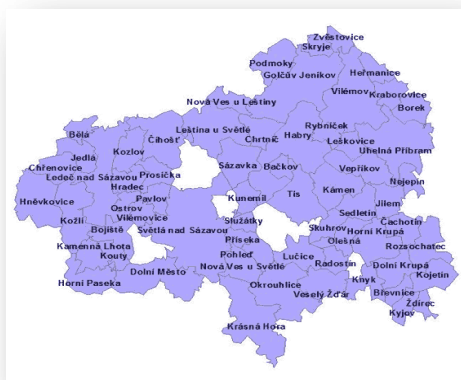 Zvěstovice
Skryje
Podmoky
Golčův Jeníkov
Heřmanice
Vilémov
Kraborovice
Nová Ves u Leštiny
Borek
Rybníček
Leština u Světlé
Habry
Bělá
Číhošť
Chrtníč
Leškovice
Uhelná Příbram
Kozlov
Jedlá
Sázavka
Bačkov
Vepříkov
Chřenovice
Ledeč nad Sázavou
Prosíčka
Nejepín
Hradec
Kámen
Hněvkovice
Pavlov
Kunemil
Tis
Jilem
Ostrov
Sedletín
Kožlí
Vilémovice
Služátky
Čachotín
Bojiště
Světlá nad Sázavou
Skuhrov
Horní Krupá
Příseka
Olešná
Rozsochatec
Kamenná Lhota
Kouty
Pohleď
Lučice
Radostín
Dolní Krupá
Dolní Město
Nová Ves u Světlé
Kojetín
Horní Paseka
Okrouhlice
Knyk
Veselý Žďár
Břevnice
Ždírec
Kyjov
Krásná Hora